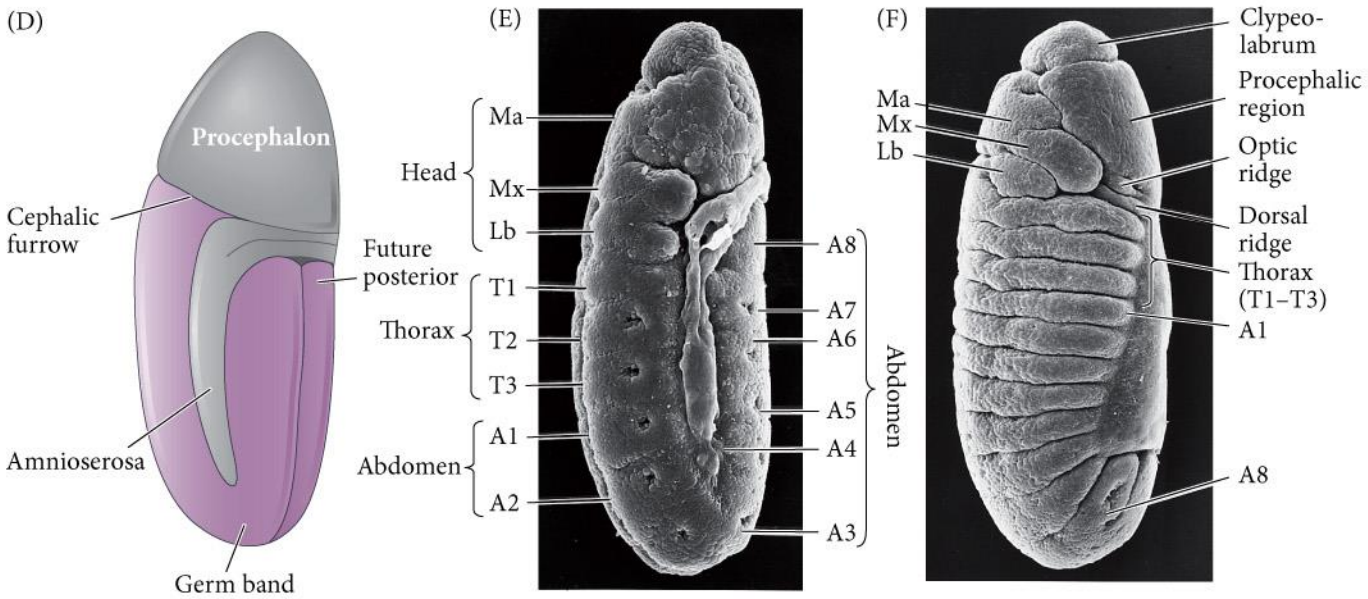 (D)
Procephalon
Cephalic
furrow
Future
posterior
Amnioserosa
Germ band
(E)
Head
Ma
Mx
Lb
Thorax
T1
T2
T3
Abdomen
A1
A2
A8
A7
A6
A5
A4
A3
Abdomen
(F)
Ma
Mx
Lb
Clypeo-
labrum
Procephalic
region
Optic
ridge
Dorsal
ridge
Thorax
(T1–T3)
A1
A8